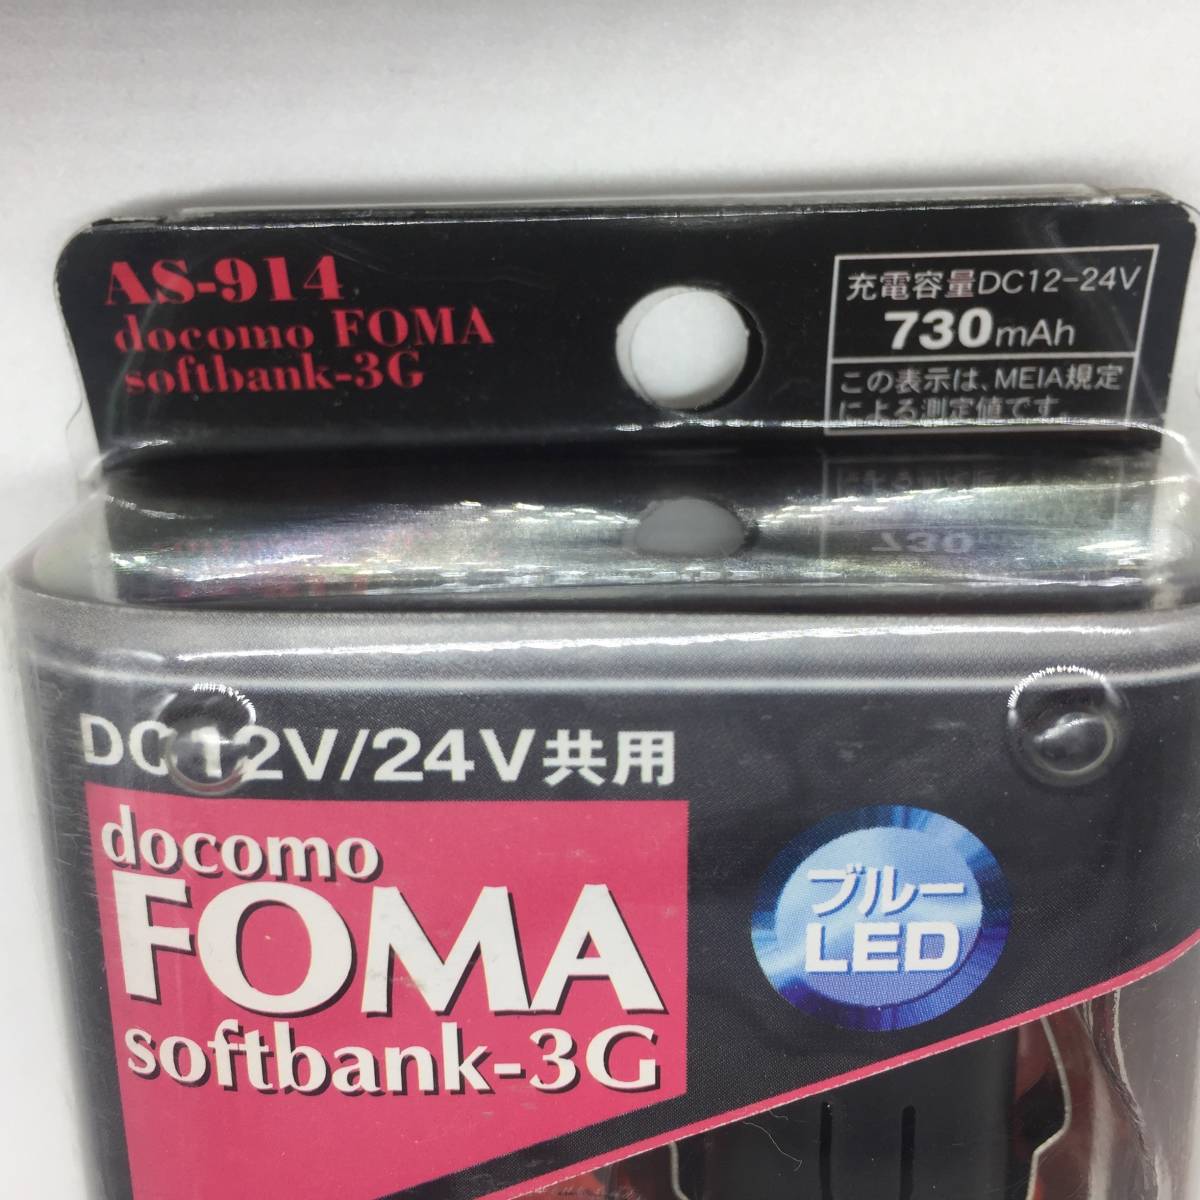 AS-914
docomo FOMA
softbank-3G
充電容量DC12-24V
730mAh
この表示は、MEIA規定
による測定値です。
DC 12V/24V共用
docomo
FOMA
softbank-3G
ブルー
LED